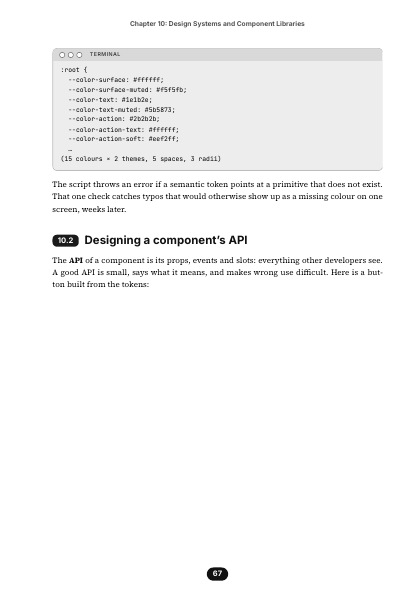 Chapter 10: Design Systems and Component Libraries
TERMINAL
:root {
--color-surface: #ffffff;
--color-surface-muted: #f5f5fb;
--color-text: #1e1b2e;
--color-text-muted: #5b5873;
--color-action: #2b2b2b;
--color-action-text: #ffffff;
--color-action-soft: #eef2ff;
…
(15 colours × 2 themes, 5 spaces, 3 radii)
The script throws an error if a semantic token points at a primitive that does not exist.
That one check catches typos that would otherwise show up as a missing colour on one
screen, weeks later.
10.2 Designing a component’s API
The API of a component is its props, events and slots: everything other developers see.
A good API is small, says what it means, and makes wrong use difficult. Here is a but-
ton built from the tokens:
67